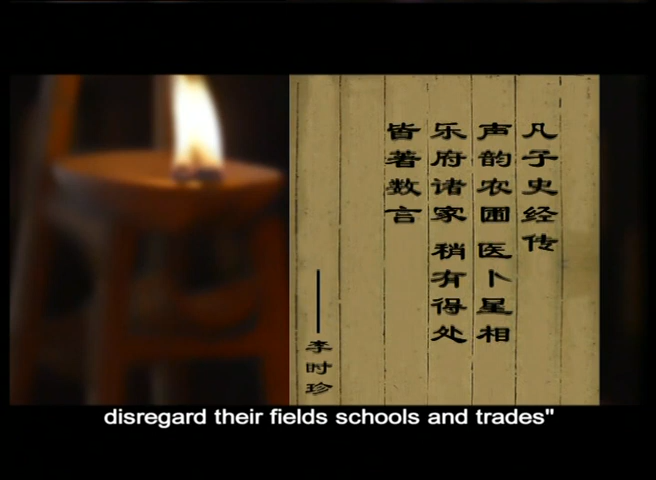 凡子史经传
声韵农圃 医卜星相
乐府诸家 稍有得处
皆著数言
——李时珍
disregard their fields schools and trades"